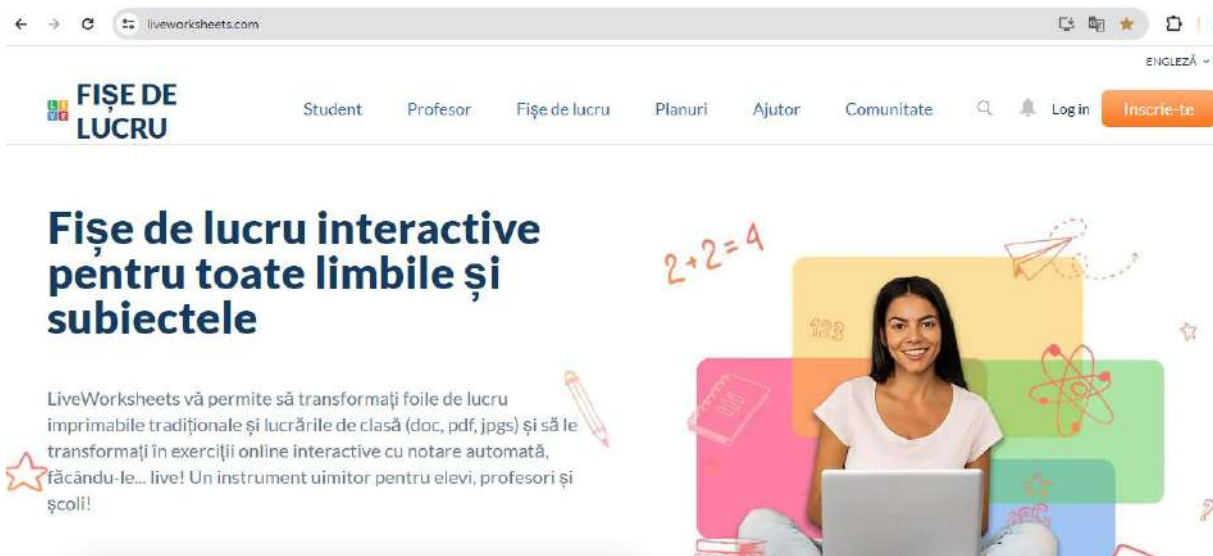 liveworksheets.com
ENGLEZĂ
LI
VE
FIȘE DE
LUCRU
Student Profesor Fișe de lucru Planuri Ajutor Comunitate Log in Inscrie-te
Fișe de lucru interactive
pentru toate limbile și
subiectele
2+2=4
123
LiveWorksheets vă permite să transformați foile de lucru
imprimabile tradiționale și lucrările de clasă (doc, pdf, jpgs) și să le
transformați în exerciții online interactive cu notare automată,
făcându-le... live! Un instrument uimitor pentru elevi, profesori și
școli!
ABC